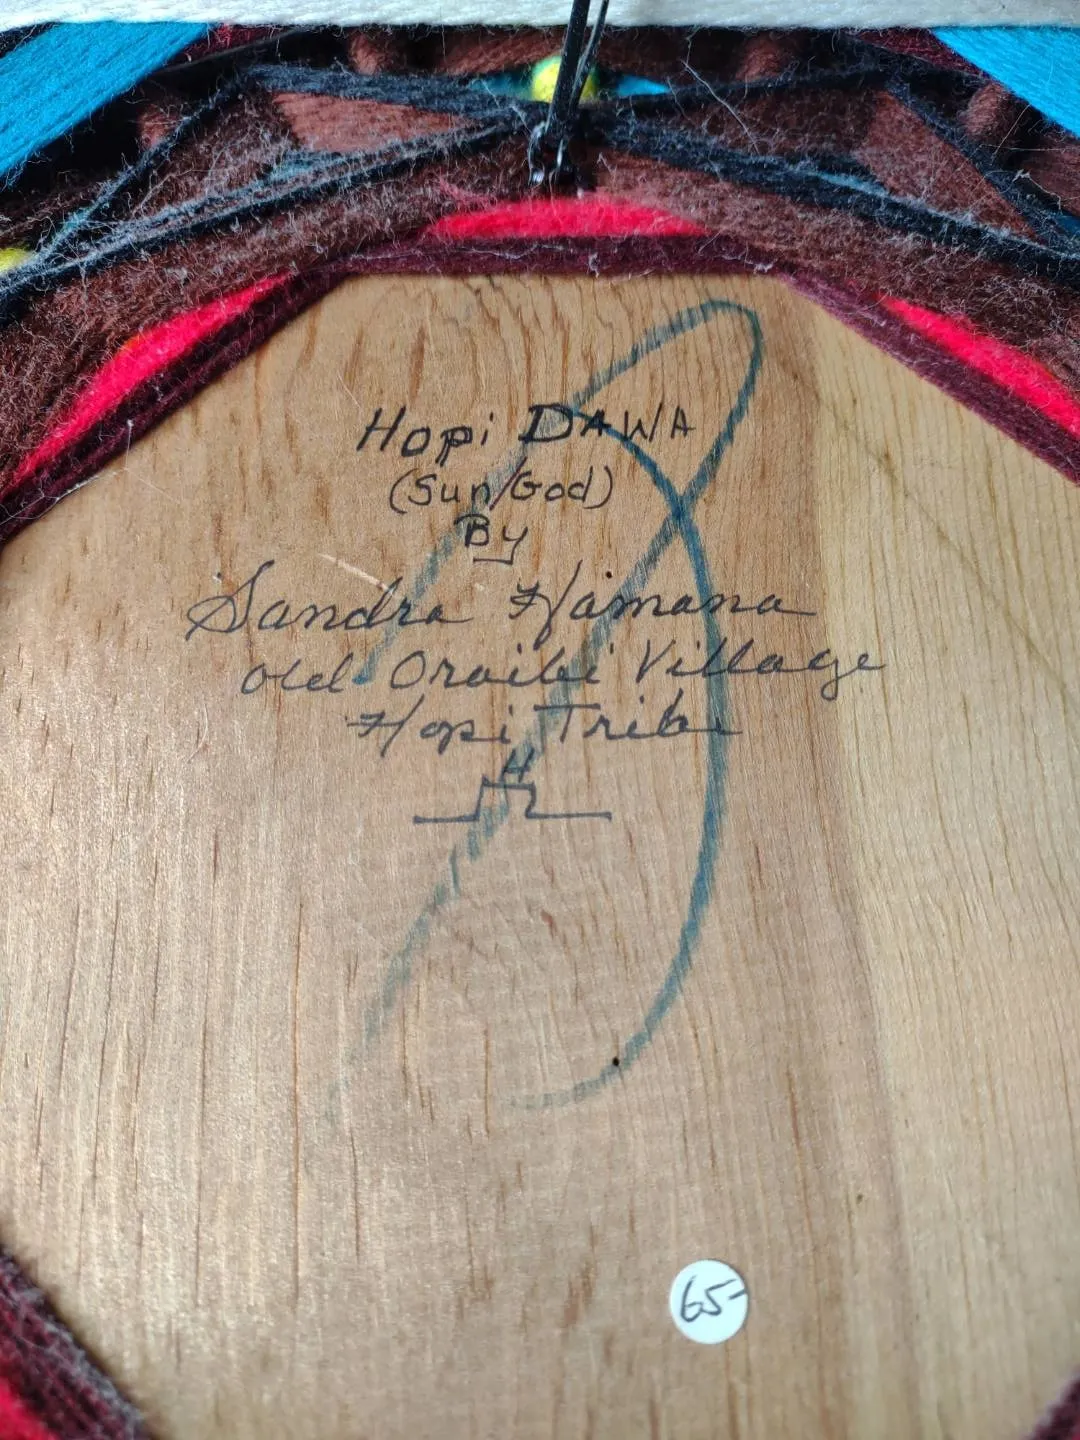 Hopi DAWA
(Sun/God)
By
Sandra Hamana
Old Oraibi Village
Hopi Tribe
H
65-